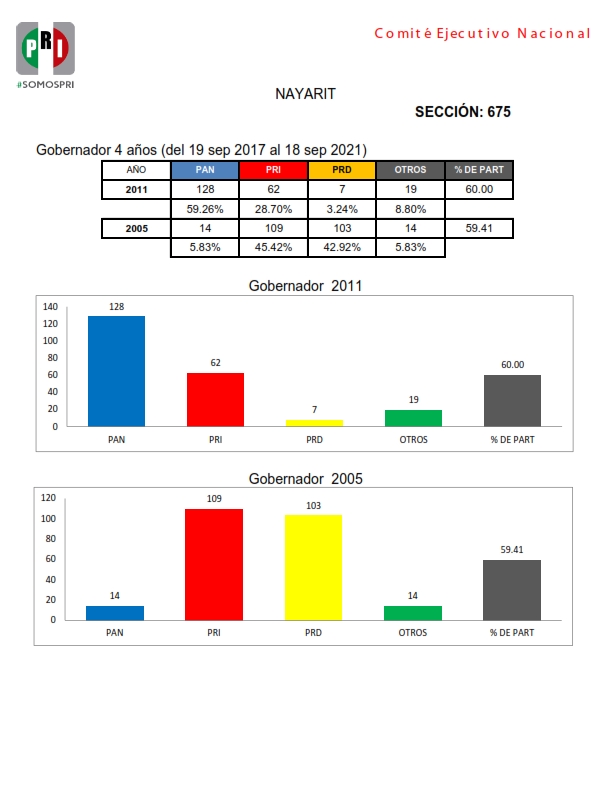 PRI
#SOMOSPRI
Comité Ejecutivo Nacional
NAYARIT
SECCIÓN: 675
Gobernador 4 años (del 19 sep 2017 al 18 sep 2021)
AÑO PAN PRI PRD OTROS % DE PART
2011 128 62 7 19 60.00
59.26% 28.70% 3.24% 8.80%
2005 14 109 103 14 59.41
5.83% 45.42% 42.92% 5.83%
Gobernador 2011
140
120
100
80
60
40
20
0
128
62
7
19
60.00
PAN PRI PRD OTROS % DE PART
Gobernador 2005
120
100
80
60
40
20
0
14
109
103
14
59.41
PAN PRI PRD OTROS % DE PART